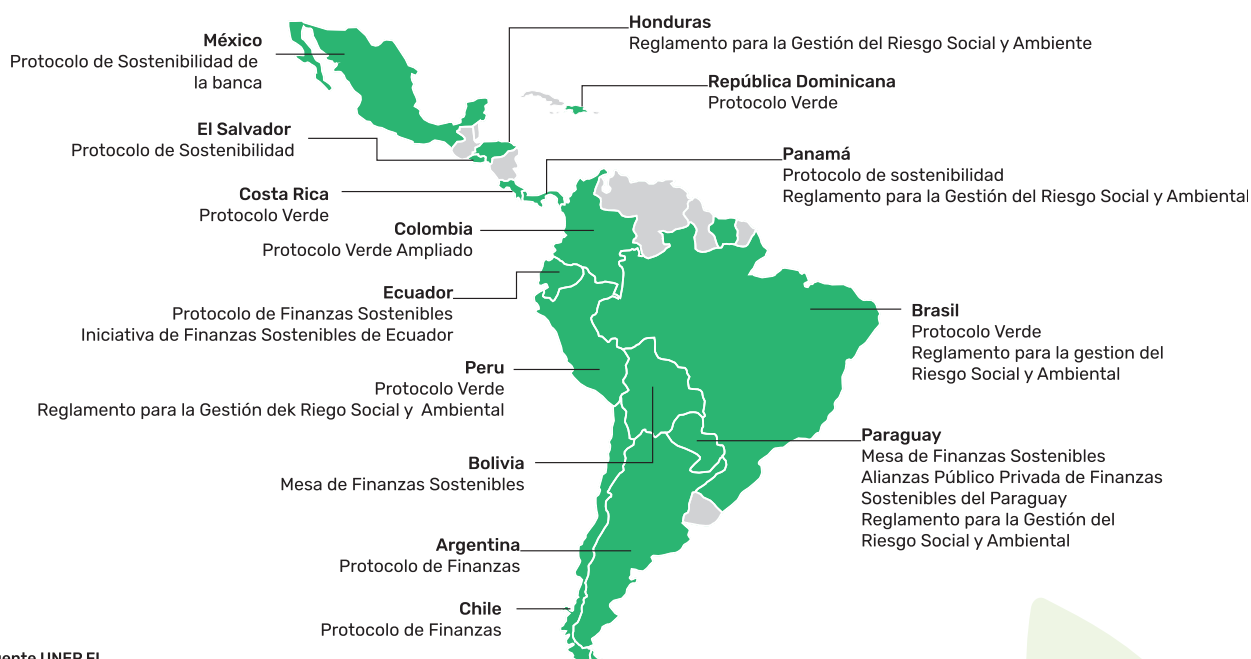 Honduras
Reglamento para la Gestión del Riesgo Social y Ambiente
México
Protocolo de Sostenibilidad de
la banca
República Dominicana
Protocolo Verde
El Salvador
Protocolo de Sostenibilidad
Panamá
Protocolo de sostenibilidad
Reglamento para la Gestión del Riesgo Social y Ambiental
Costa Rica
Protocolo Verde
Colombia
Protocolo Verde Ampliado
Ecuador
Protocolo de Finanzas Sostenibles
Iniciativa de Finanzas Sostenibles de Ecuador
Brasil
Protocolo Verde
Reglamento para la gestion del
Riesgo Social y Ambiental
Peru
Protocolo Verde
Reglamento para la Gestión dek Riego Social y Ambiental
Paraguay
Mesa de Finanzas Sostenibles
Alianzas Público Privada de Finanzas
Sostenibles del Paraguay
Reglamento para la Gestión del
Riesgo Social y Ambiental
Bolivia
Mesa de Finanzas Sostenibles
Argentina
Protocolo de Finanzas
Chile
Protocolo de Finanzas